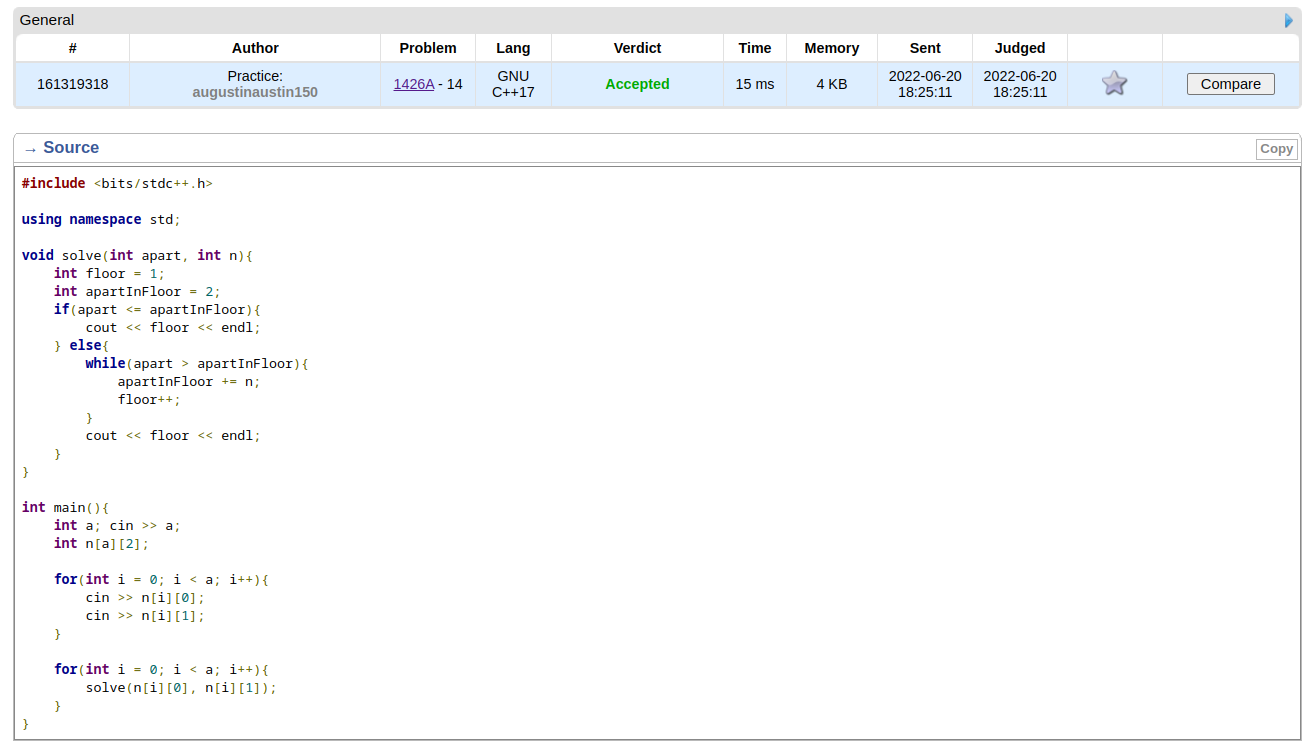 General
# Author Problem Lang Verdict Time Memory Sent Judged
161319318 Practice: augustinaustin150 1426A - 14 GNU C++17 Accepted 15 ms 4 KB 2022-06-20 18:25:11 2022-06-20 18:25:11 Compare
→ Source
Copy
#include <bits/stdc++.h>

using namespace std;

void solve(int apart, int n){
    int floor = 1;
    int apartInFloor = 2;
    if(apart <= apartInFloor){
        cout << floor << endl;
    } else{
        while(apart > apartInFloor){
            apartInFloor += n;
            floor++;
        }
        cout << floor << endl;
    }
}

int main(){
    int a; cin >> a;
    int n[a][2];

    for(int i = 0; i < a; i++){
        cin >> n[i][0];
        cin >> n[i][1];
    }

    for(int i = 0; i < a; i++){
        solve(n[i][0], n[i][1]);
    }
}